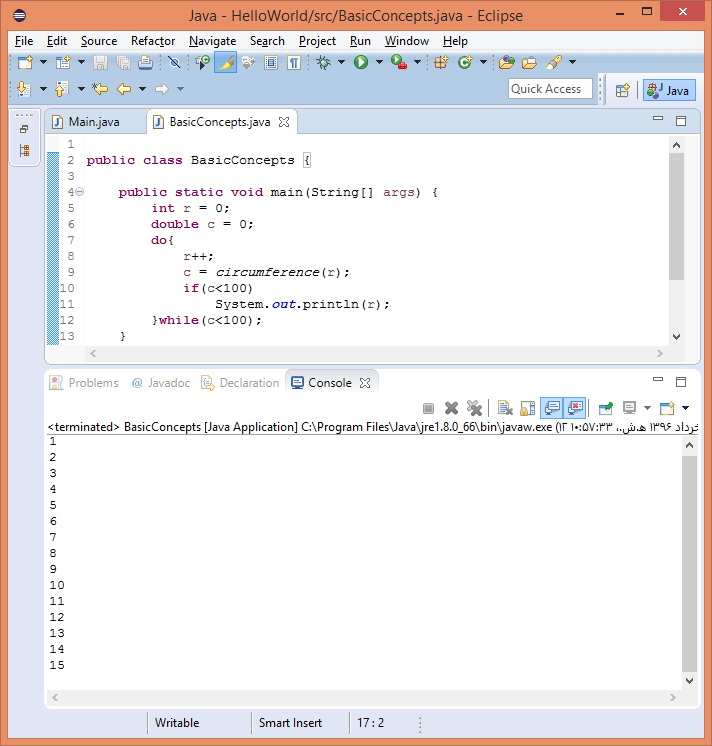 Java - HelloWorld/src/BasicConcepts.java - Eclipse
File Edit Source Refactor Navigate Search Project Run Window Help
Quick Access
Java
Main.java BasicConcepts.java
1
2 public class BasicConcepts {
3
4 public static void main(String[] args) {
5 int r = 0;
6 double c = 0;
7 do{
8 r++;
9 c = circumference(r);
10 if(c<100)
11 System.out.println(r);
12 }while(c<100);
13 }
Problems @ Javadoc Declaration Console
<terminated> BasicConcepts [Java Application] C:\Program Files\Java\jre1.8.0_66\bin\javaw.exe (۱۲ خرداد ۱۳۹۶ ه‍.ش.،‏ ۱۰:۵۷:۳۳
1
2
3
4
5
6
7
8
9
10
11
12
13
14
15
Writable Smart Insert 17 : 2